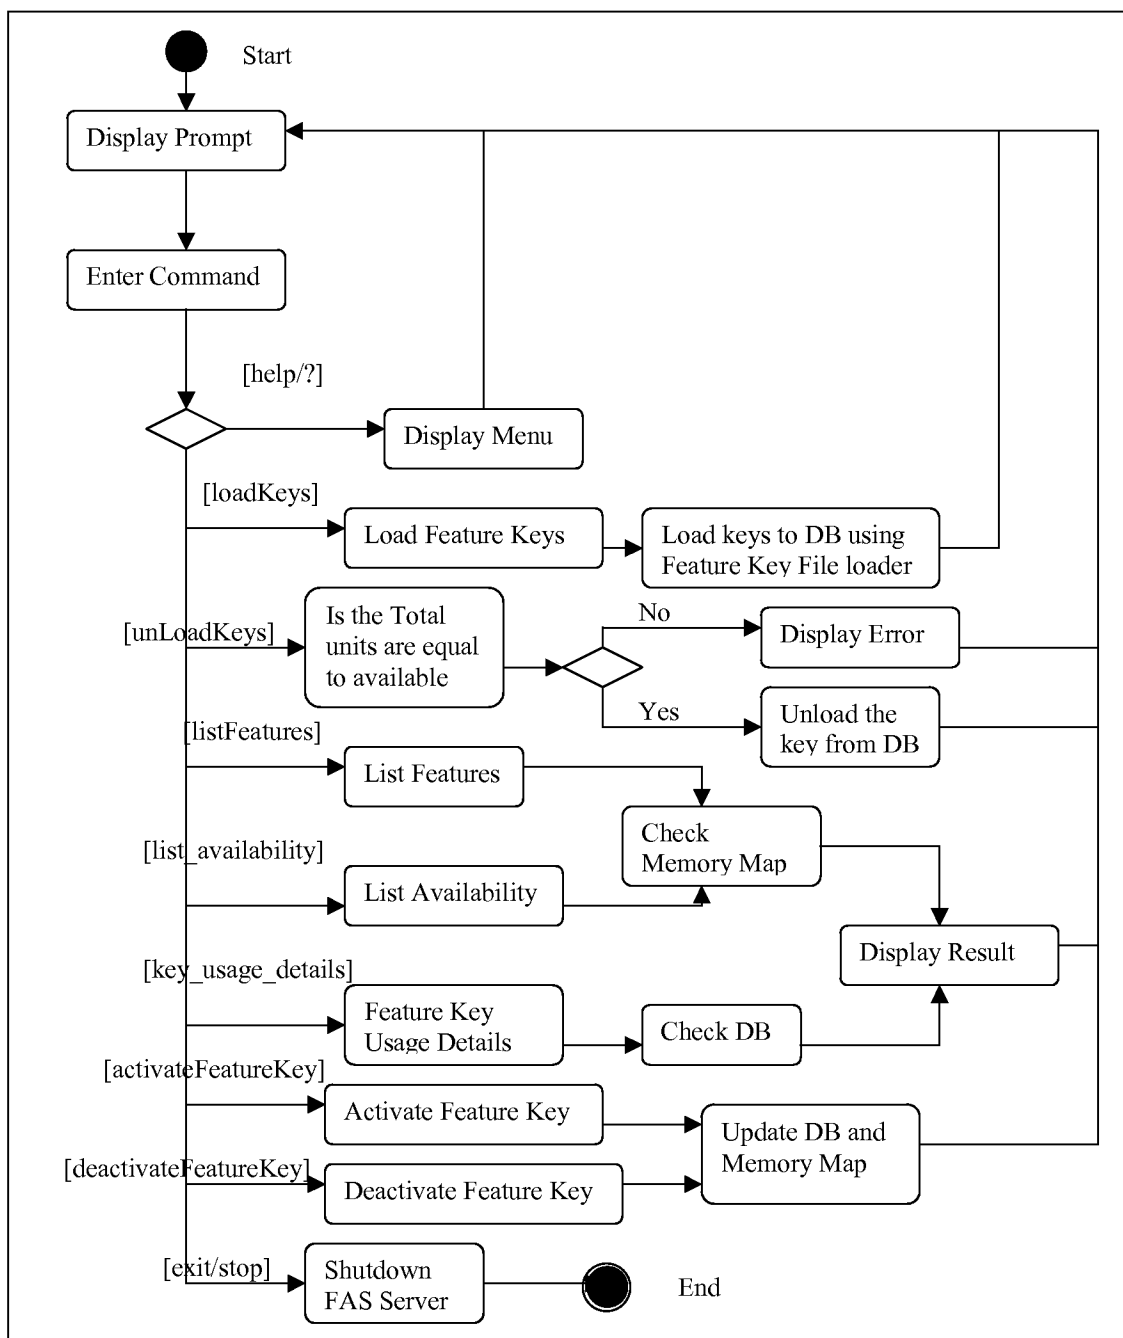 Start
Display Prompt
Enter Command
[help/?]
Display Menu
[loadKeys]
Load Feature Keys
Load keys to DB using
Feature Key File loader
[unLoadKeys]
Is the Total
units are equal
to available
No
Display Error
Yes
Unload the
key from DB
[listFeatures]
List Features
Check
Memory Map
[list_availability]
List Availability
Display Result
[key_usage_details]
Feature Key
Usage Details
Check DB
[activateFeatureKey]
Activate Feature Key
Update DB and
Memory Map
[deactivateFeatureKey]
Deactivate Feature Key
[exit/stop]
Shutdown
FAS Server
End